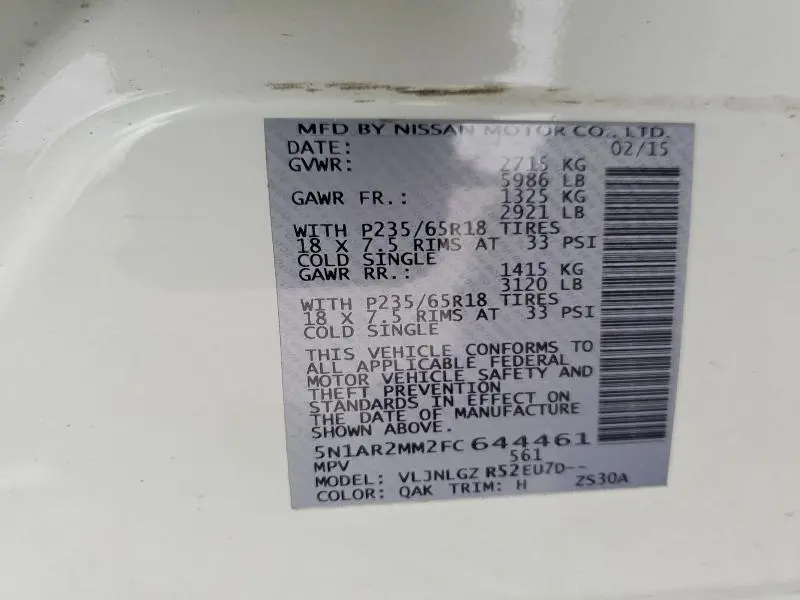 MFD BY NISSAN MOTOR CO., LTD.
DATE: 02/15
GVWR: 2715 KG
5986 LB
GAWR FR.: 1325 KG
2921 LB
WITH P235/65R18 TIRES
18 X 7.5 RIMS AT 33 PSI
COLD SINGLE
GAWR RR.: 1415 KG
3120 LB
WITH P235/65R18 TIRES
18 X 7.5 RIMS AT 33 PSI
COLD SINGLE
THIS VEHICLE CONFORMS TO
ALL APPLICABLE FEDERAL
MOTOR VEHICLE SAFETY AND
THEFT PREVENTION
STANDARDS IN EFFECT ON
THE DATE OF MANUFACTURE
SHOWN ABOVE.
5N1AR2MM2FC 644461
MPV 561
MODEL: VLJNLGZ R52EU7D--
COLOR: QAK TRIM: H ZS30A